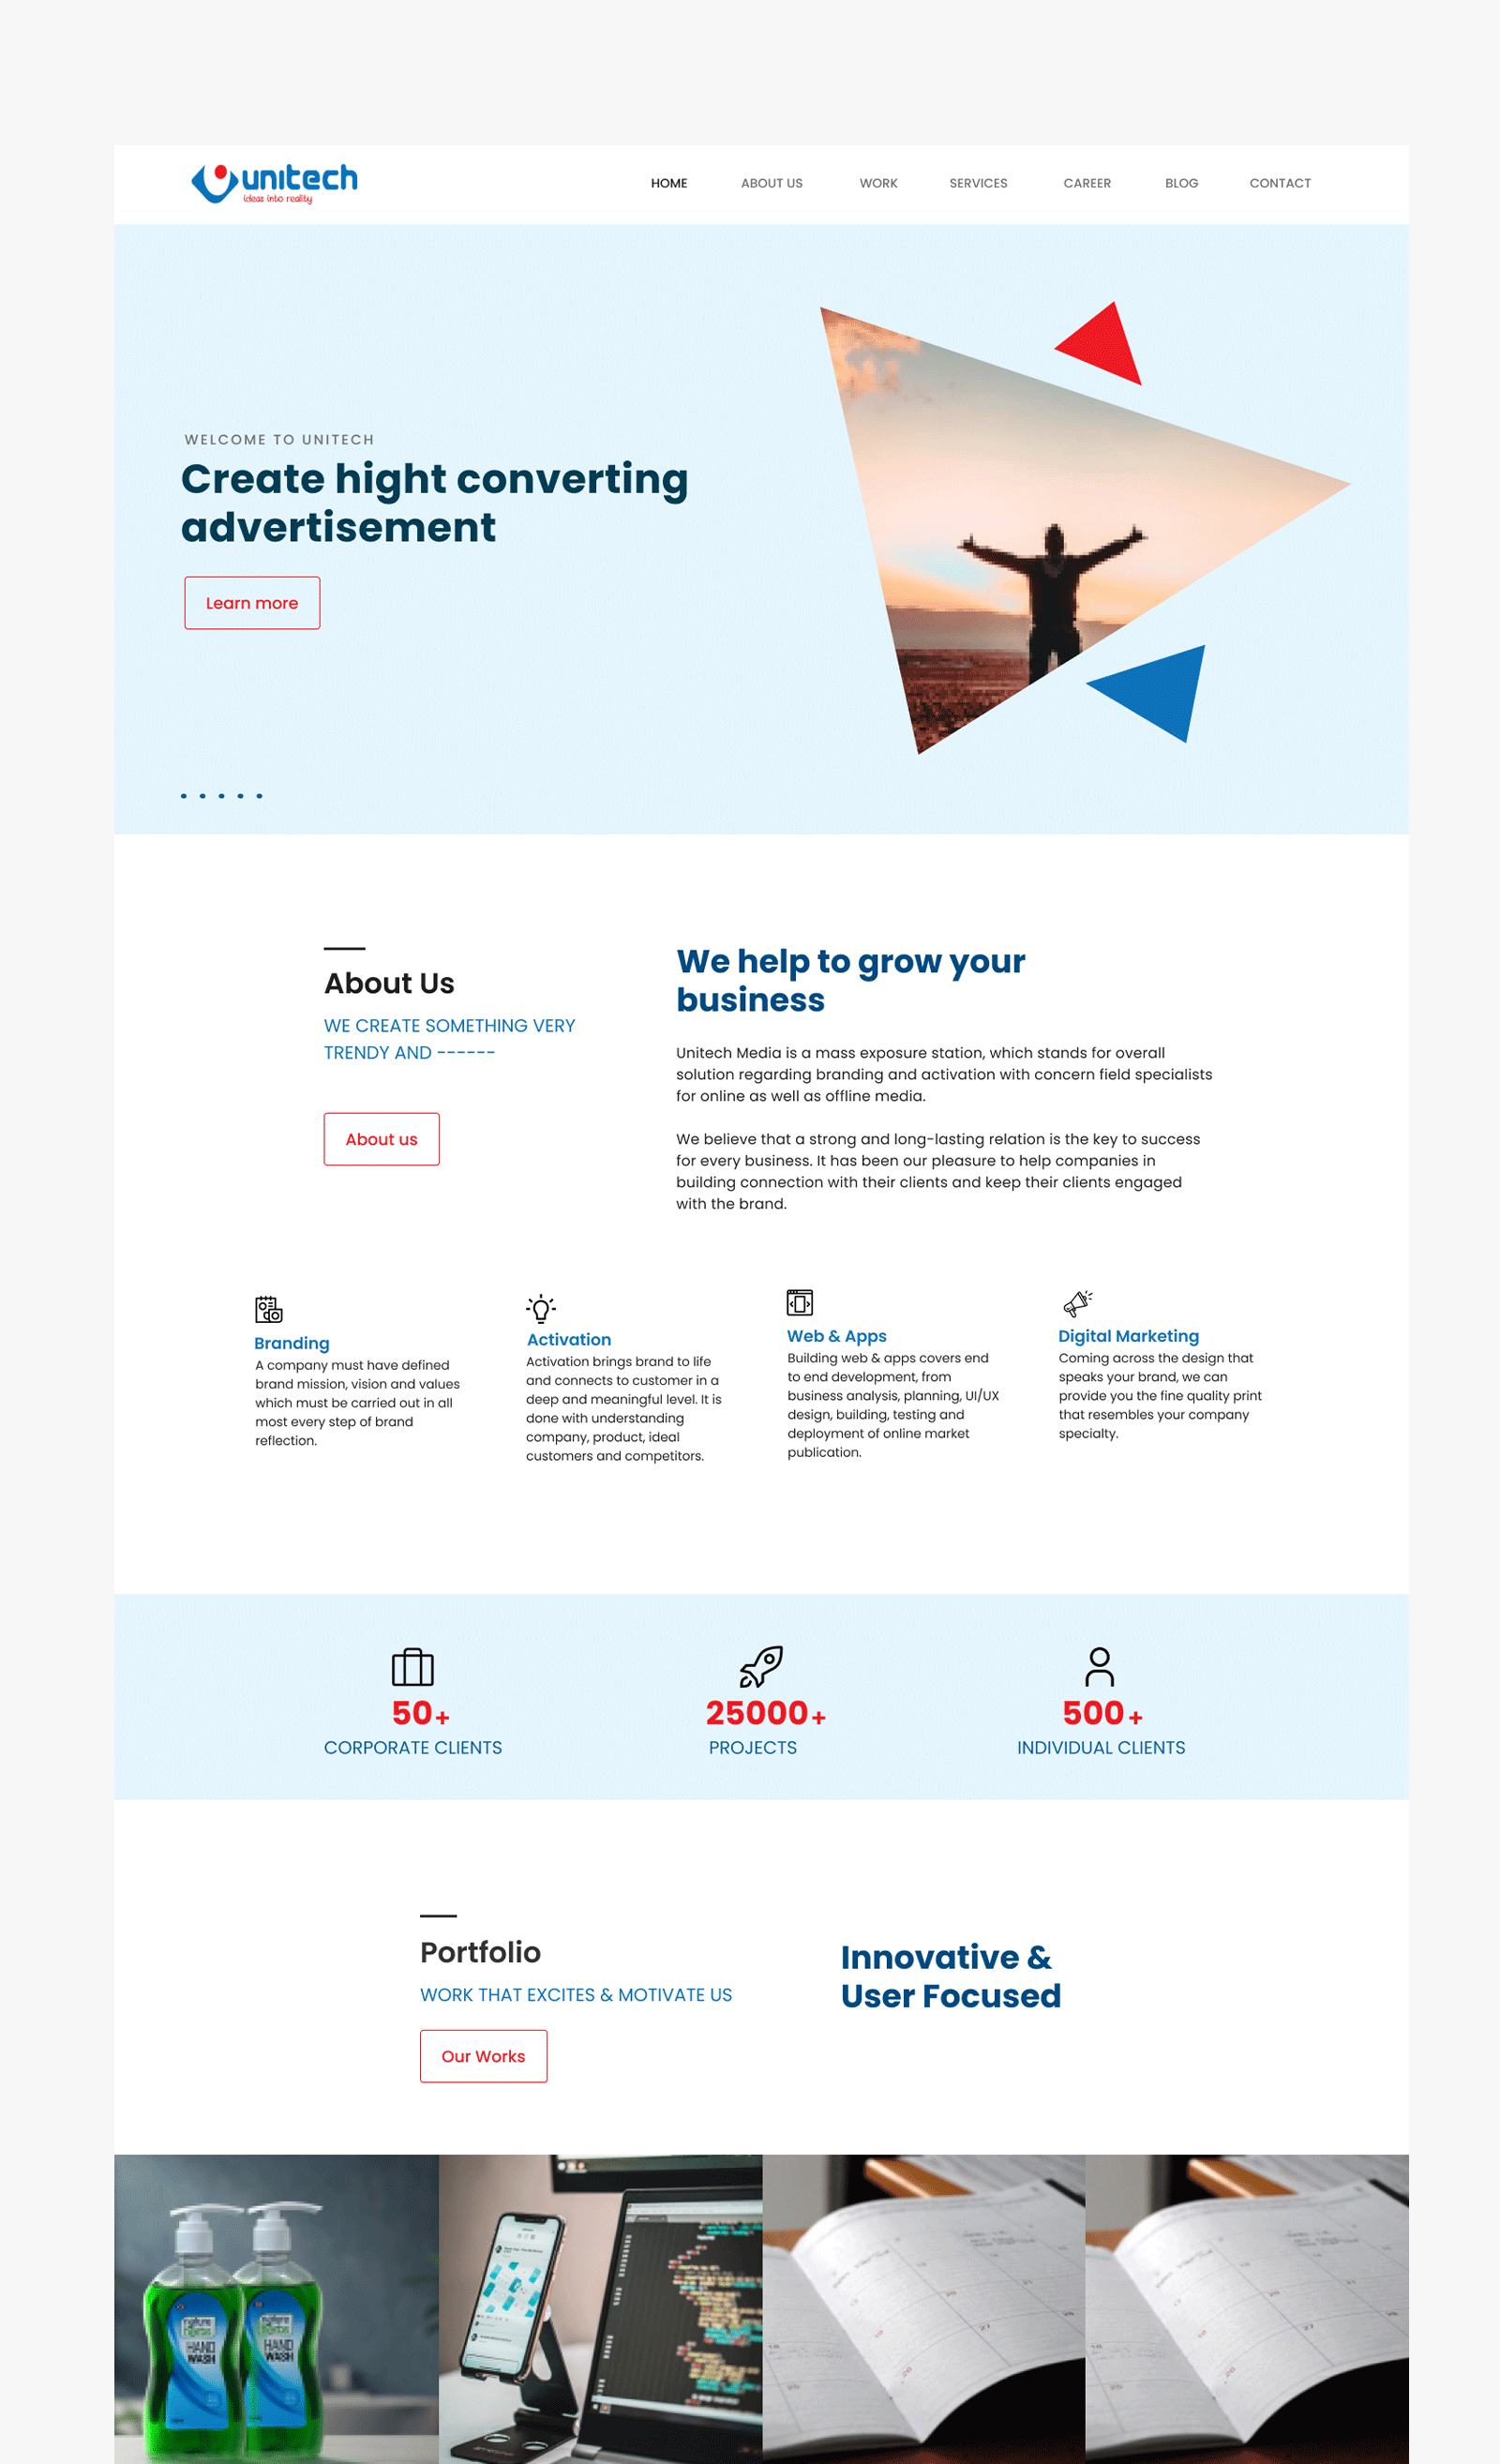 unitech
ideas into reality
HOME ABOUT US WORK SERVICES CAREER BLOG CONTACT
WELCOME TO UNITECH
Create hight converting
advertisement
Learn more
About Us
WE CREATE SOMETHING VERY
TRENDY AND ------
About us
We help to grow your
business
Unitech Media is a mass exposure station, which stands for overall
solution regarding branding and activation with concern field specialists
for online as well as offline media.
We believe that a strong and long-lasting relation is the key to success
for every business. It has been our pleasure to help companies in
building connection with their clients and keep their clients engaged
with the brand.
Branding
A company must have defined
brand mission, vision and values
which must be carried out in all
most every step of brand
reflection.
Activation
Activation brings brand to life
and connects to customer in a
deep and meaningful level. It is
done with understanding
company, product, ideal
customers and competitors.
Web & Apps
Building web & apps covers end
to end development, from
business analysis, planning, UI/UX
design, building, testing and
deployment of online market
publication.
Digital Marketing
Coming across the design that
speaks your brand, we can
provide you the fine quality print
that resembles your company
specialty.
50+
CORPORATE CLIENTS
25000+
PROJECTS
500+
INDIVIDUAL CLIENTS
Portfolio
WORK THAT EXCITES & MOTIVATE US
Our Works
Innovative &
User Focused
HAND
WASH
HAND
WASH